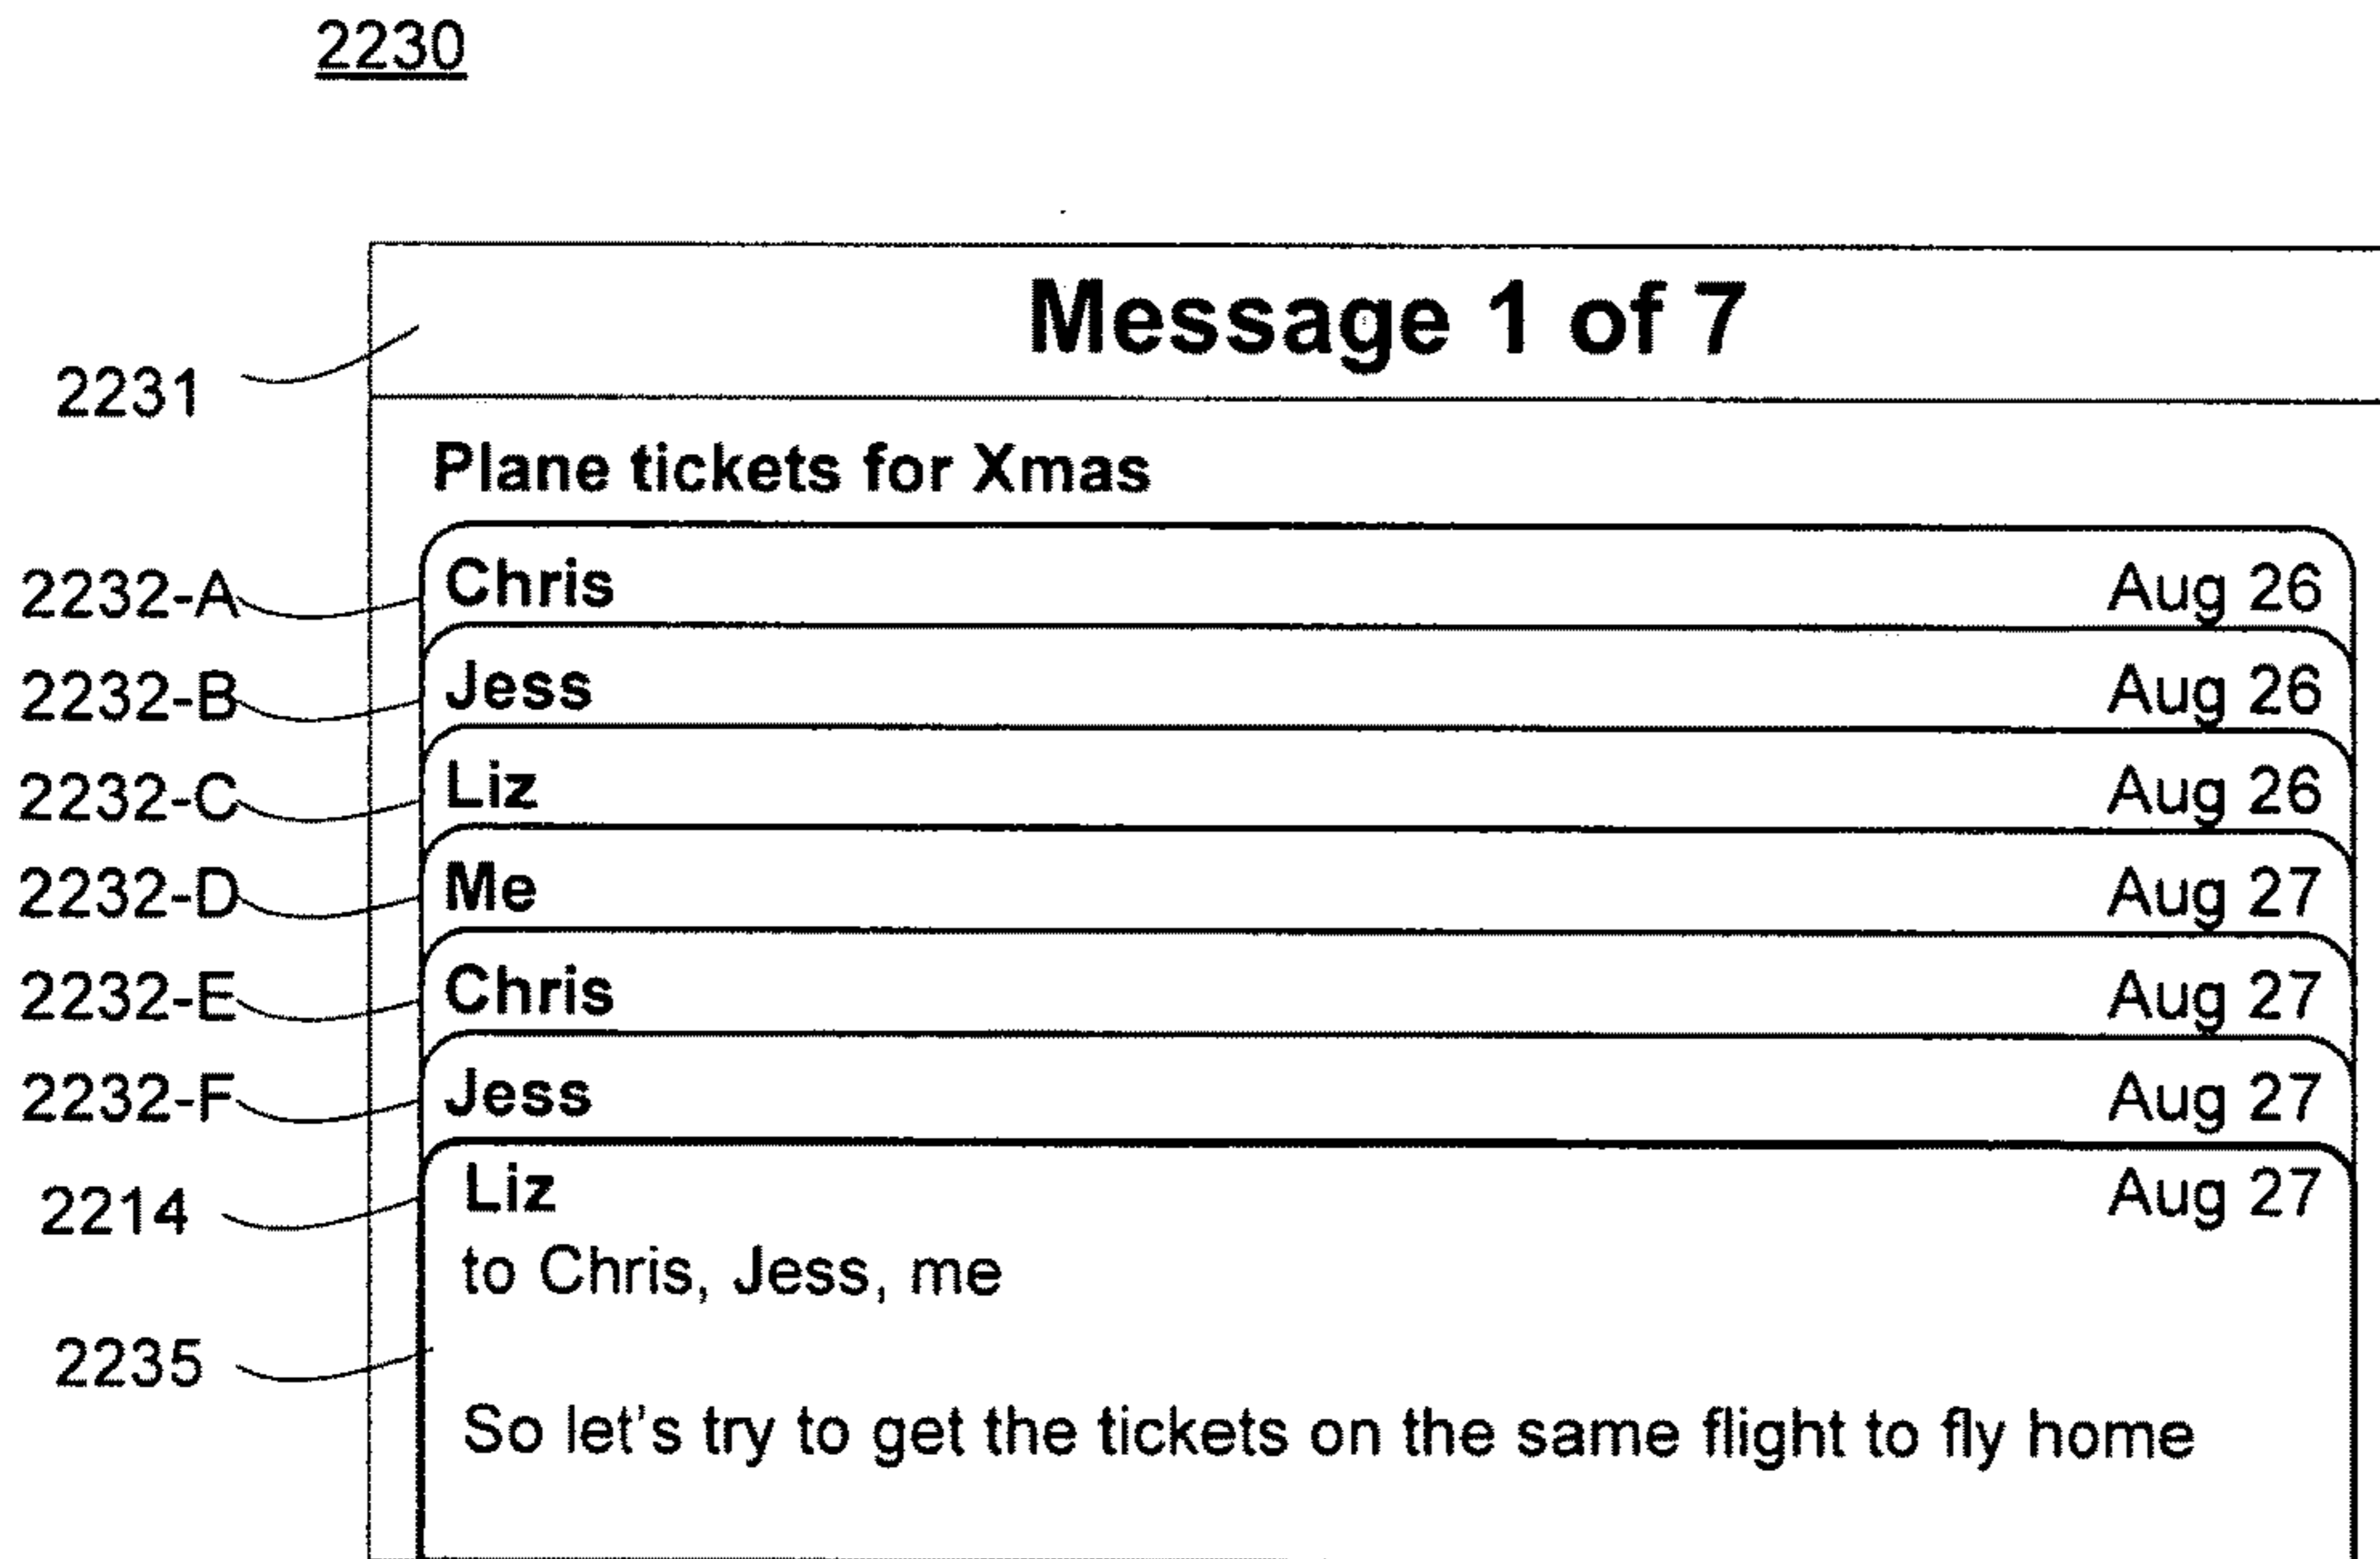 2230
Message 1 of 7
2231
Plane tickets for Xmas
2232-A Chris Aug 26
2232-B Jess Aug 26
2232-C Liz Aug 26
2232-D Me Aug 27
2232-E Chris Aug 27
2232-F Jess Aug 27
2214 Liz Aug 27
to Chris, Jess, me
2235
So let's try to get the tickets on the same flight to fly home